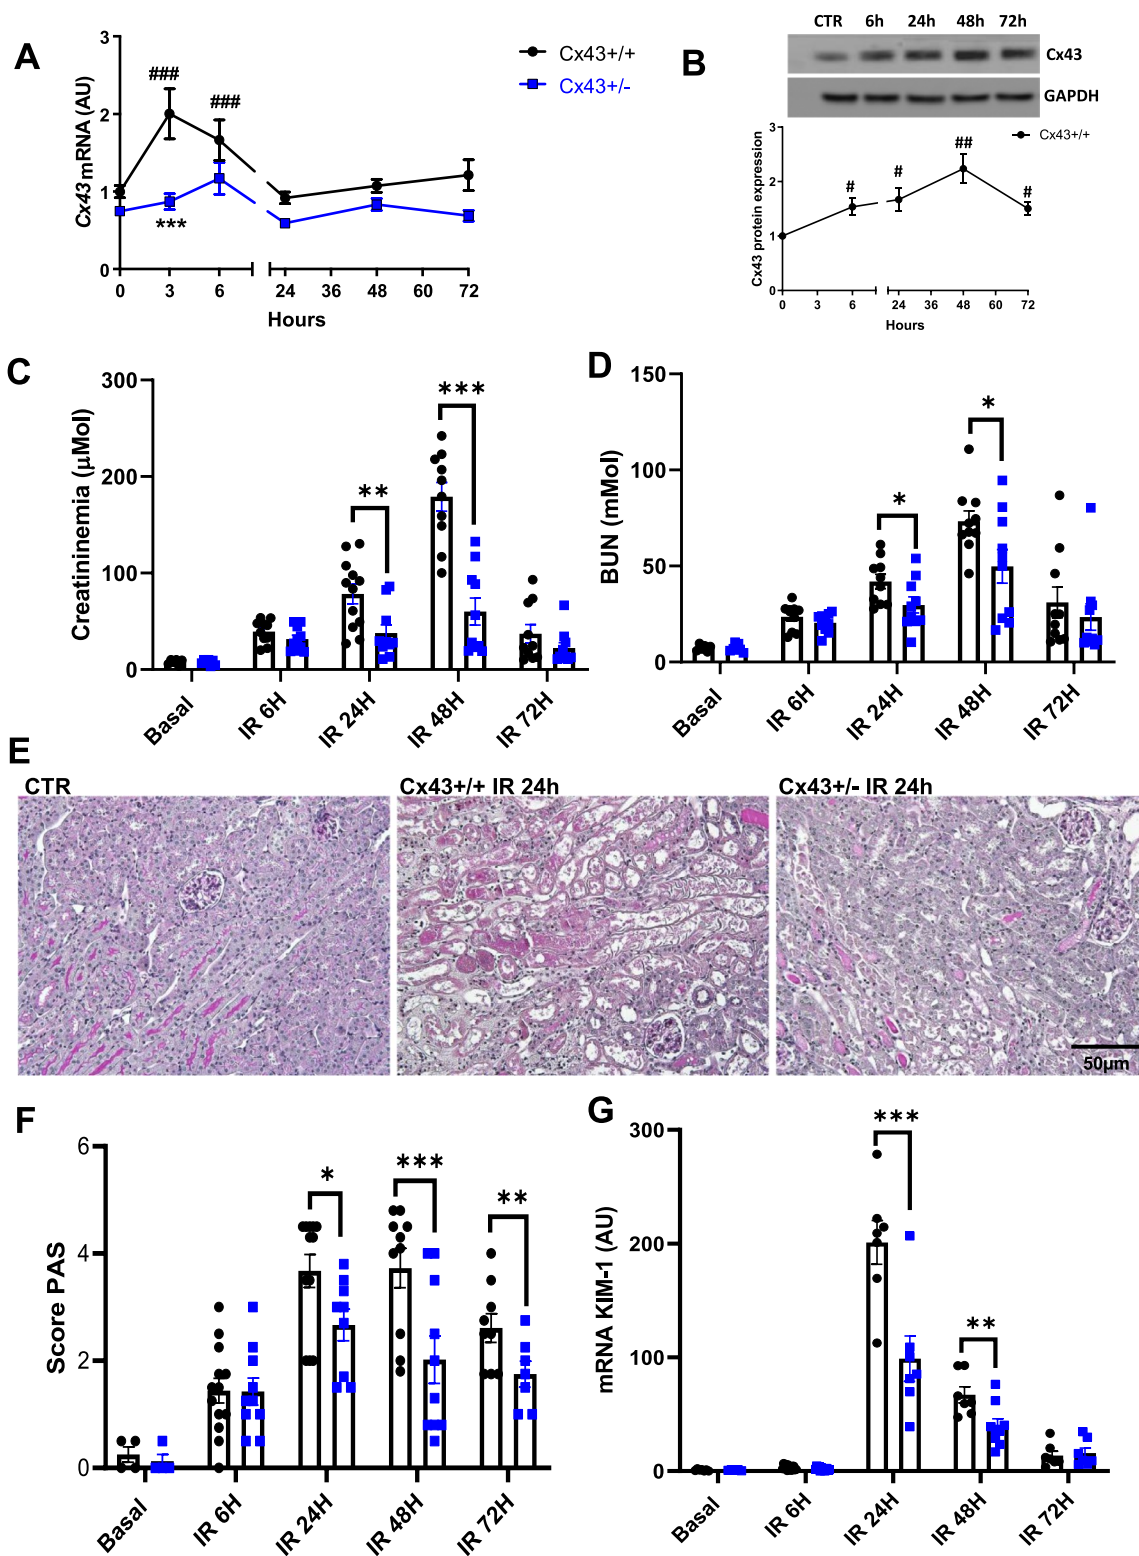 A
3
2
1
0
Cx43 mRNA (AU)
###
###
***
0 3 6 24 48 60 72
Hours
Cx43+/+
Cx43+/-
B
CTR 6h 24h 48h 72h
Cx43
GAPDH
3
2
1
0
Cx43 protein expression
#
#
##
#
Cx43+/+
0 3 6 24 36 48 60 72
Hours
C
300
200
100
0
Creatininemia (µMol)
**
***
Basal IR 6H IR 24H IR 48H IR 72H
D
150
100
50
0
BUN (mMol)
*
*
Basal IR 6H IR 24H IR 48H IR 72H
E
CTR
Cx43+/+ IR 24h
Cx43+/- IR 24h
50µm
F
6
4
2
0
Score PAS
*
***
**
Basal IR 6H IR 24H IR 48H IR 72H
G
300
200
100
0
mRNA KIM-1 (AU)
***
**
Basal IR 6H IR 24H IR 48H IR 72H